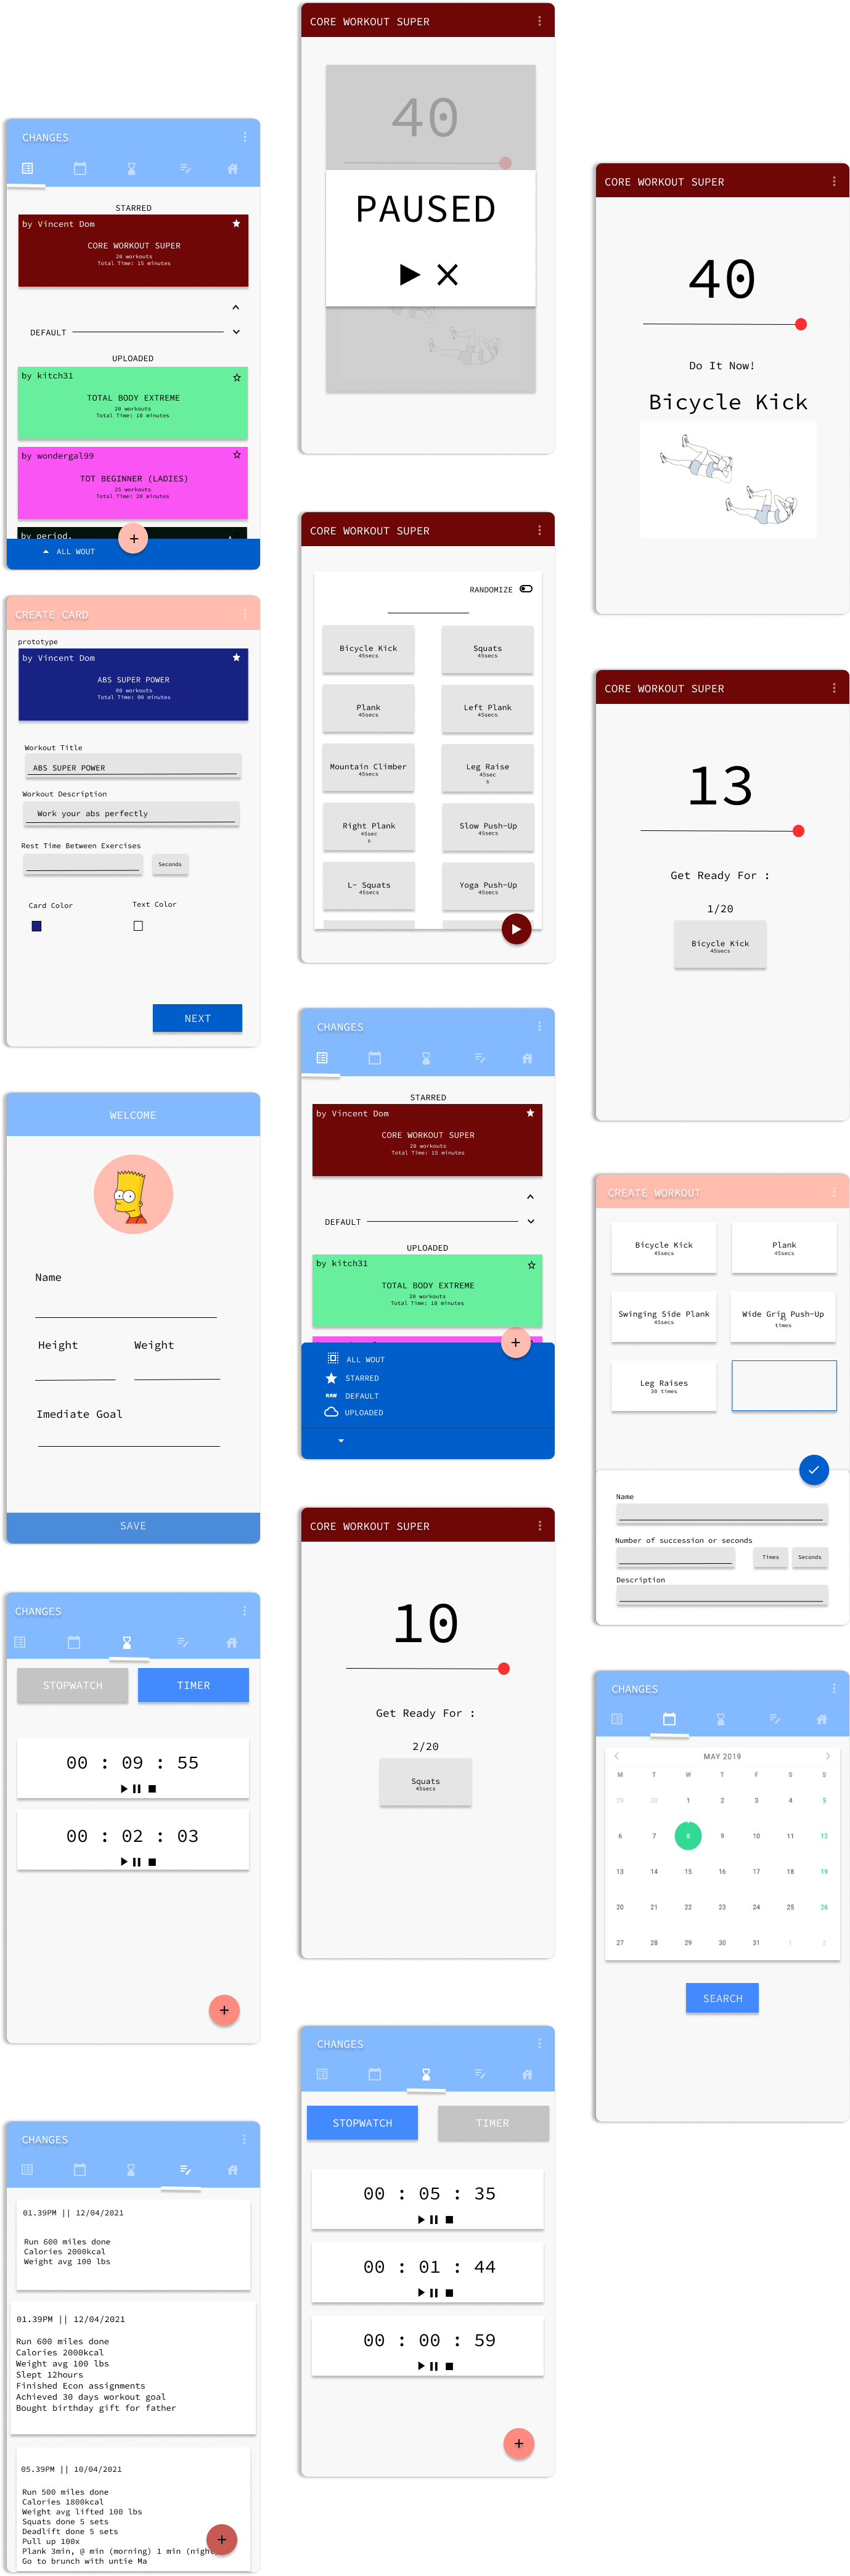 CHANGES
STARRED
by Vincent Dom
CORE WORKOUT SUPER
20 workouts
Total Time: 15 minutes
DEFAULT
UPLOADED
by kitch31
TOTAL BODY EXTREME
20 workouts
Total Time: 10 minutes
by wondergal99
TOT BEGINNER (LADIES)
25 workouts
Total Time: 20 minutes
by period.
ALL WOUT
CREATE CARD
prototype
by Vincent Dom
ABS SUPER POWER
00 workouts
Total Time: 00 minutes
Workout Title
ABS SUPER POWER
Workout Description
Work your abs perfectly
Rest Time Between Exercises
Seconds
Card Color
Text Color
NEXT
WELCOME
Name
Height Weight
Imediate Goal
SAVE
CHANGES
STOPWATCH TIMER
00 : 09 : 55
00 : 02 : 03
CHANGES
01.39PM || 12/04/2021
Run 600 miles done
Calories 2000kcal
Weight avg 100 lbs
01.39PM || 12/04/2021
Run 600 miles done
Calories 2000kcal
Weight avg 100 lbs
Slept 12hours
Finished Econ assignments
Achieved 30 days workout goal
Bought birthday gift for father
05.39PM || 10/04/2021
Run 500 miles done
Calories 1800kcal
Weight avg lifted 100 lbs
Squats done 5 sets
Deadlift done 5 sets
Pull up 100x
Plank 3min, @ min (morning) 1 min (nigh
Go to brunch with untie Ma
CORE WORKOUT SUPER
40
PAUSED
CORE WORKOUT SUPER
RANDOMIZE
Bicycle Kick
45secs
Squats
45secs
Plank
45secs
Left Plank
45secs
Mountain Climber
45secs
Leg Raise
45sec
s
Right Plank
45sec
s
Slow Push-Up
45secs
L- Squats
45secs
Yoga Push-Up
45secs
CHANGES
STARRED
by Vincent Dom
CORE WORKOUT SUPER
20 workouts
Total Time: 15 minutes
DEFAULT
UPLOADED
by kitch31
TOTAL BODY EXTREME
20 workouts
Total Time: 10 minutes
ALL WOUT
STARRED
RAW DEFAULT
UPLOADED
CORE WORKOUT SUPER
10
Get Ready For :
2/20
Squats
45secs
CHANGES
STOPWATCH TIMER
00 : 05 : 35
00 : 01 : 44
00 : 00 : 59
CORE WORKOUT SUPER
40
Do It Now!
Bicycle Kick
CORE WORKOUT SUPER
13
Get Ready For :
1/20
Bicycle Kick
45secs
CREATE WORKOUT
Bicycle Kick
45secs
Plank
45secs
Swinging Side Plank
45secs
Wide Grip Push-Up
45
times
Leg Raises
30 times
Name
Number of succession or seconds
Times Seconds
Description
CHANGES
MAY 2019
M T W T F S S
29 30 1 2 3 4 5
6 7 8 9 10 11 12
13 14 15 16 17 18 19
20 21 22 23 24 25 26
27 28 29 30 31 1 2
SEARCH